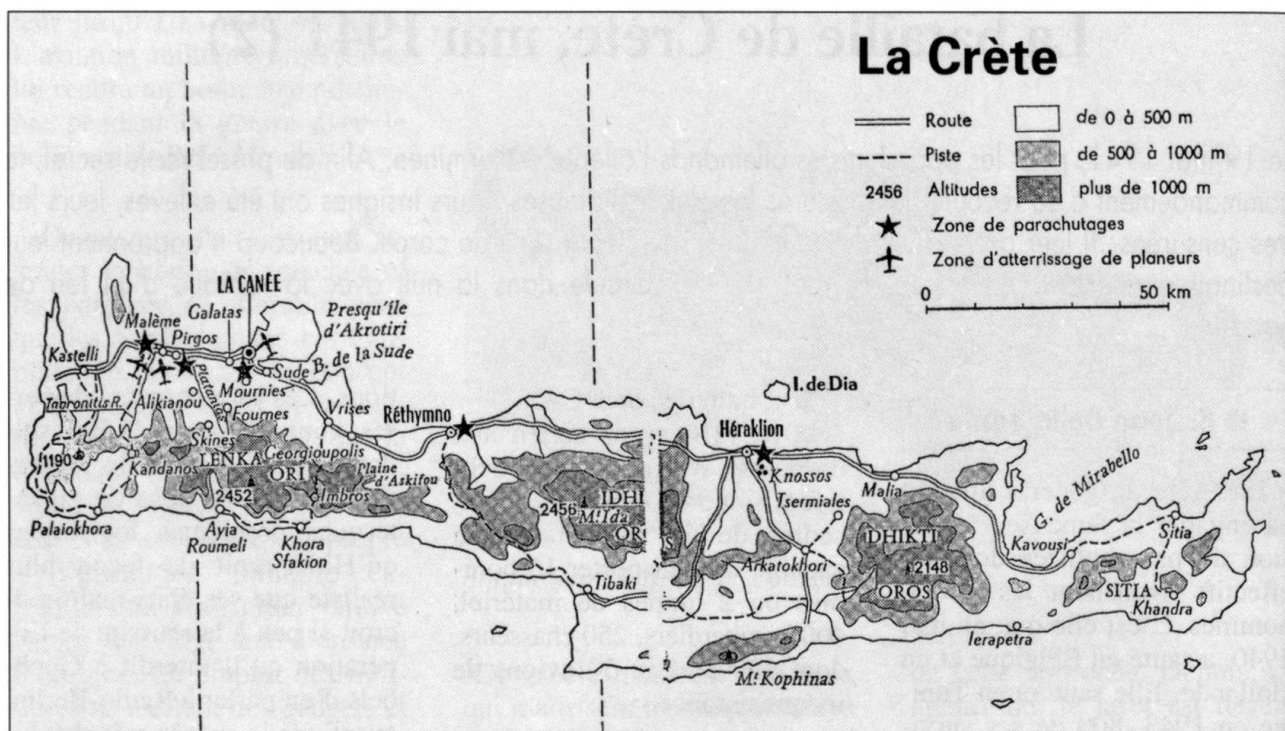 La Crète
Route
Piste
2456 Altitudes
Zone de parachutages
Zone d'atterrissage de planeurs
de 0 à 500 m
de 500 à 1000 m
plus de 1000 m
0 50 km
LA CANÉE
Galatas
Presqu'île
d'Akrotiri
Malème
Pirgos
Kastelli
Sude B. de la Sude
Platanias
Mournies
Tavronitis R.
Alikianou
Fournes
Vrises
Réthymno
I. de Dia
Héraklion
Knossos
Skines
Georgioupolis
1190
Kandanos
LENKA
ORI
2452
Plaine
d'Askifou
Imbros
2456
Mt Ida
IDHI
OROS
Tsermiales
Malia
G. de Mirabello
Palaiokhora
Ayia
Roumeli
Khora
Sfakion
Tibaki
Arkatokhori
DHIKTI
2148
OROS
Kavousi
Sitia
SITIA
Khandra
Ierapetra
Mt Kophinas